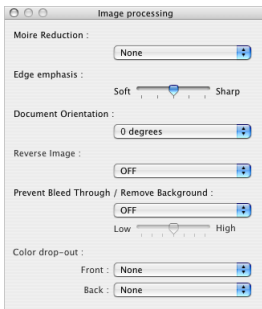 Image processing
Moire Reduction :
None
Edge emphasis :
Soft Sharp
Document Orientation :
0 degrees
Reverse Image :
OFF
Prevent Bleed Through / Remove Background :
OFF
Low High
Color drop-out :
Front : None
Back : None